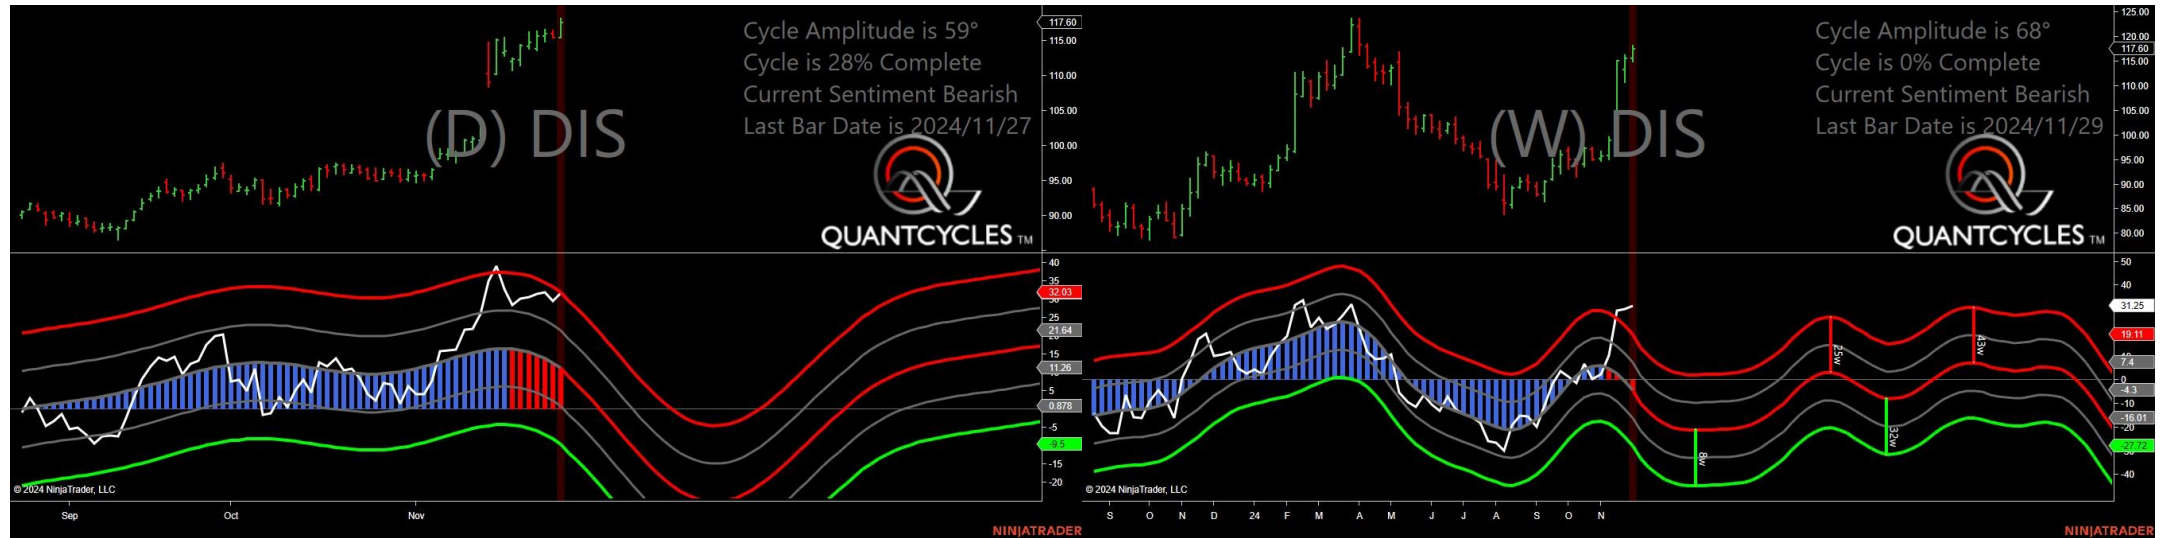 Cycle Amplitude is 59°
Cycle is 28% Complete
Current Sentiment Bearish
Last Bar Date is 2024/11/27
(D) DIS
QUANTCYCLES TM
117.60
115.00
110.00
105.00
100.00
95.00
90.00
40
35
32.03
25
21.64
15
11.26
5
0.878
-5
-9.5
-15
-20
© 2024 NinjaTrader, LLC
Sep Oct Nov
NINJATRADER
Cycle Amplitude is 68°
Cycle is 0% Complete
Current Sentiment Bearish
Last Bar Date is 2024/11/29
(W) DIS
QUANTCYCLES TM
125.00
120.00
117.60
115.00
110.00
105.00
100.00
95.00
90.00
85.00
80.00
50
40
31.25
19.11
7.4
0
-4.3
-10
-16.01
-20
-27.72
-40
8w
25w
32w
43w
© 2024 NinjaTrader, LLC
S O N D 24 F M A M J J A S O N
NINJATRADER